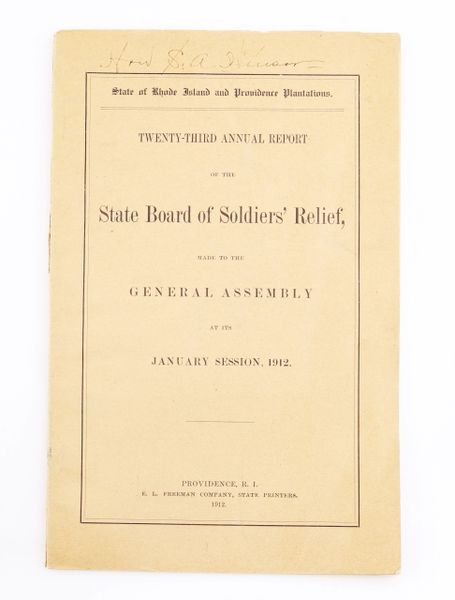 Hon S. A.
State of Rhode Island and Providence Plantations.
TWENTY-THIRD ANNUAL REPORT
OF THE
State Board of Soldiers' Relief,
MADE TO THE
GENERAL ASSEMBLY
AT ITS
JANUARY SESSION, 1912.
PROVIDENCE, R. I.
E. L. FREEMAN COMPANY, STATE PRINTERS.
1912.